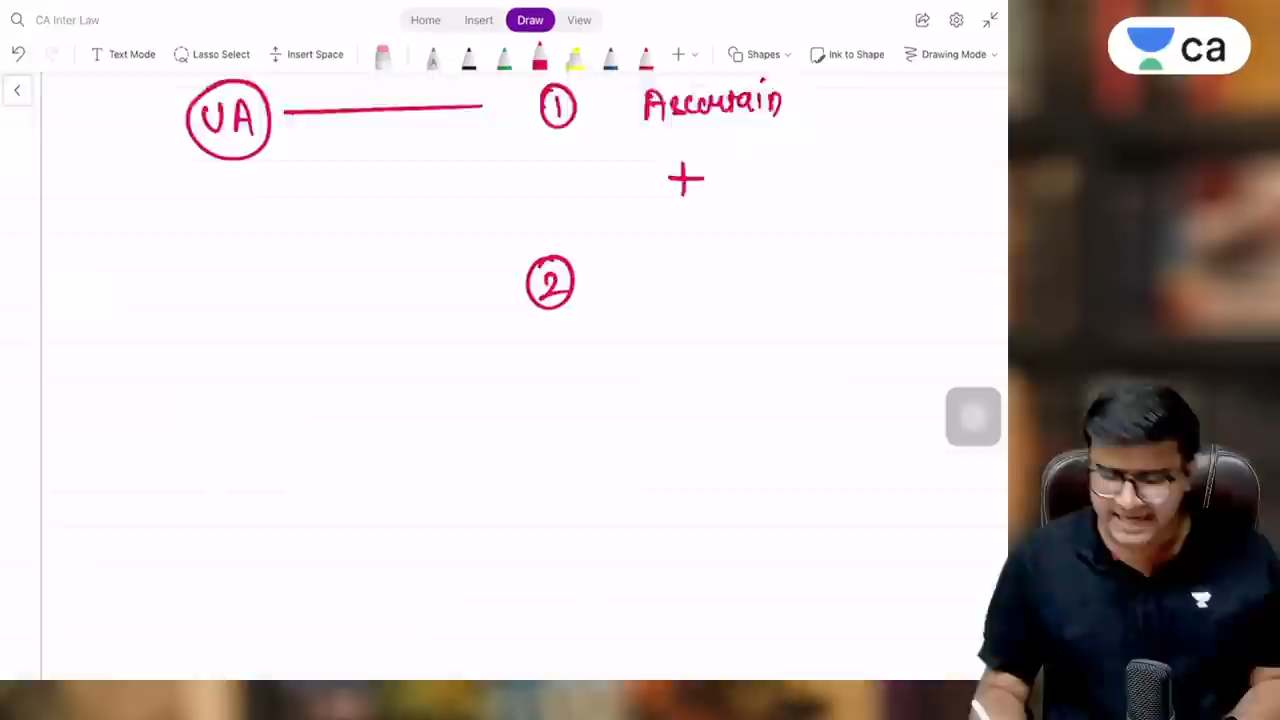 CA Inter Law
Home Insert Draw View
Text Mode Lasso Select Insert Space Shapes Ink to Shape Drawing Mode
ca
UA ① Ascertain
+
②